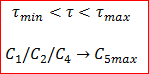 τ_min < τ < τ_max
C_1/C_2/C_4 → C_5max